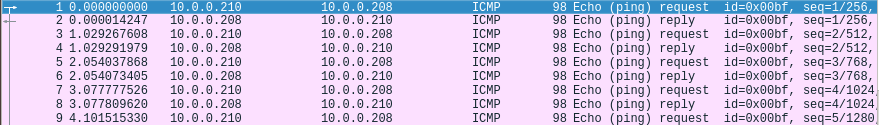 1 0.000000000 10.0.0.210 10.0.0.208 ICMP 98 Echo (ping) request id=0x00bf, seq=1/256,
2 0.000014247 10.0.0.208 10.0.0.210 ICMP 98 Echo (ping) reply id=0x00bf, seq=1/256,
3 1.029267608 10.0.0.210 10.0.0.208 ICMP 98 Echo (ping) request id=0x00bf, seq=2/512,
4 1.029291979 10.0.0.208 10.0.0.210 ICMP 98 Echo (ping) reply id=0x00bf, seq=2/512,
5 2.054037868 10.0.0.210 10.0.0.208 ICMP 98 Echo (ping) request id=0x00bf, seq=3/768,
6 2.054073405 10.0.0.208 10.0.0.210 ICMP 98 Echo (ping) reply id=0x00bf, seq=3/768,
7 3.077777526 10.0.0.210 10.0.0.208 ICMP 98 Echo (ping) request id=0x00bf, seq=4/1024,
8 3.077809620 10.0.0.208 10.0.0.210 ICMP 98 Echo (ping) reply id=0x00bf, seq=4/1024,
9 4.101515330 10.0.0.210 10.0.0.208 ICMP 98 Echo (ping) request id=0x00bf, seq=5/1280,